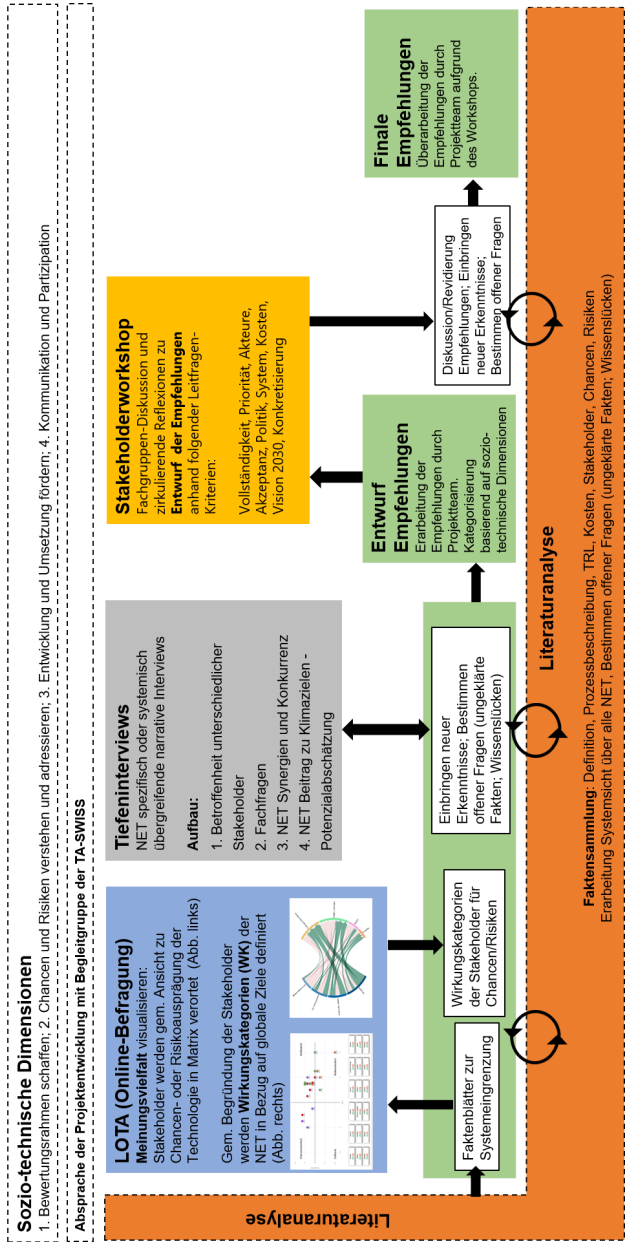 Sozio-technische Dimensionen
1. Bewertungsrahmen schaffen; 2. Chancen und Risiken verstehen und adressieren; 3. Entwicklung und Umsetzung fördern; 4. Kommunikation und Partizipation
Absprache der Projektentwicklung mit Begleitgruppe der TA-SWISS
LOTA (Online-Befragung)
Meinungsvielfalt visualisieren:
Stakeholder werden gem. Ansicht zu
Chancen- oder Risikoausprägung der
Technologie in Matrix verortet (Abb. links)
Gem. Begründung der Stakeholder
werden Wirkungskategorien (WK) der
NET in Bezug auf globale Ziele definiert
(Abb. rechts)
Tiefeninterviews
NET spezifisch oder systemisch
übergreifende narrative Interviews
Aufbau:
1. Betroffenheit unterschiedlicher
Stakeholder
2. Fachfragen
3. NET Synergien und Konkurrenz
4. NET Beitrag zu Klimazielen -
Potenzialabschätzung
Stakeholderworkshop
Fachgruppen-Diskussion und
zirkulierende Reflexionen zu
Entwurf der Empfehlungen
anhand folgender Leitfragen-
Kriterien:
Vollständigkeit, Priorität, Akteure,
Akzeptanz, Politik, System, Kosten,
Vision 2030, Konkretisierung
Faktenblätter zur
Systemeingrenzung
Wirkungskategorien
der Stakeholder für
Chancen/Risiken
Einbringen neuer
Erkenntnisse; Bestimmen
offener Fragen (ungeklärte
Fakten; Wissenslücken)
Entwurf
Empfehlungen
Erarbeitung der
Empfehlungen durch
Projektteam.
Kategorisierung
basierend auf sozio-
technische Dimensionen
Diskussion/Revidierung
Empfehlungen; Einbringen
neuer Erkenntnisse;
Bestimmen offener Fragen
Finale
Empfehlungen
Überarbeitung der
Empfehlungen durch
Projektteam aufgrund
des Workshops.
Literaturanalyse
Literaturanalyse
Faktensammlung: Definition, Prozessbeschreibung, TRL, Kosten, Stakeholder, Chancen, Risiken
Erarbeitung Systemsicht über alle NET, Bestimmen offener Fragen (ungeklärte Fakten; Wissenslücken)